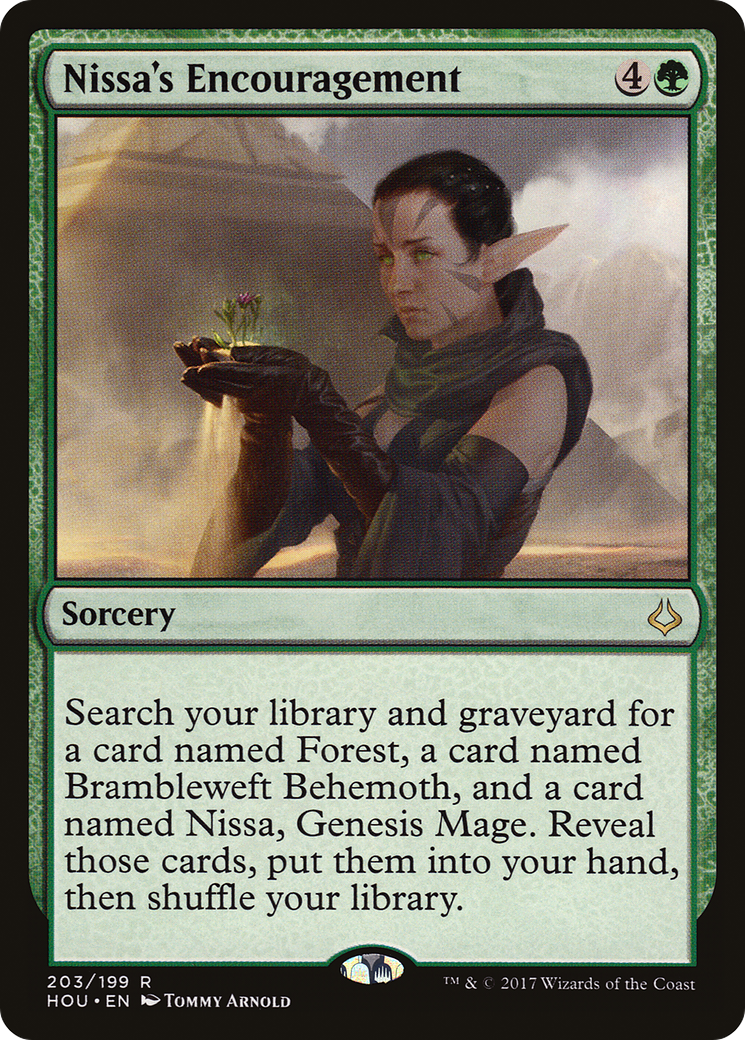 Nissa's Encouragement 4
Sorcery
Search your library and graveyard for
a card named Forest, a card named
Brambleweft Behemoth, and a card
named Nissa, Genesis Mage. Reveal
those cards, put them into your hand,
then shuffle your library.
203/199 R
HOU • EN Tommy Arnold
™ & © 2017 Wizards of the Coast